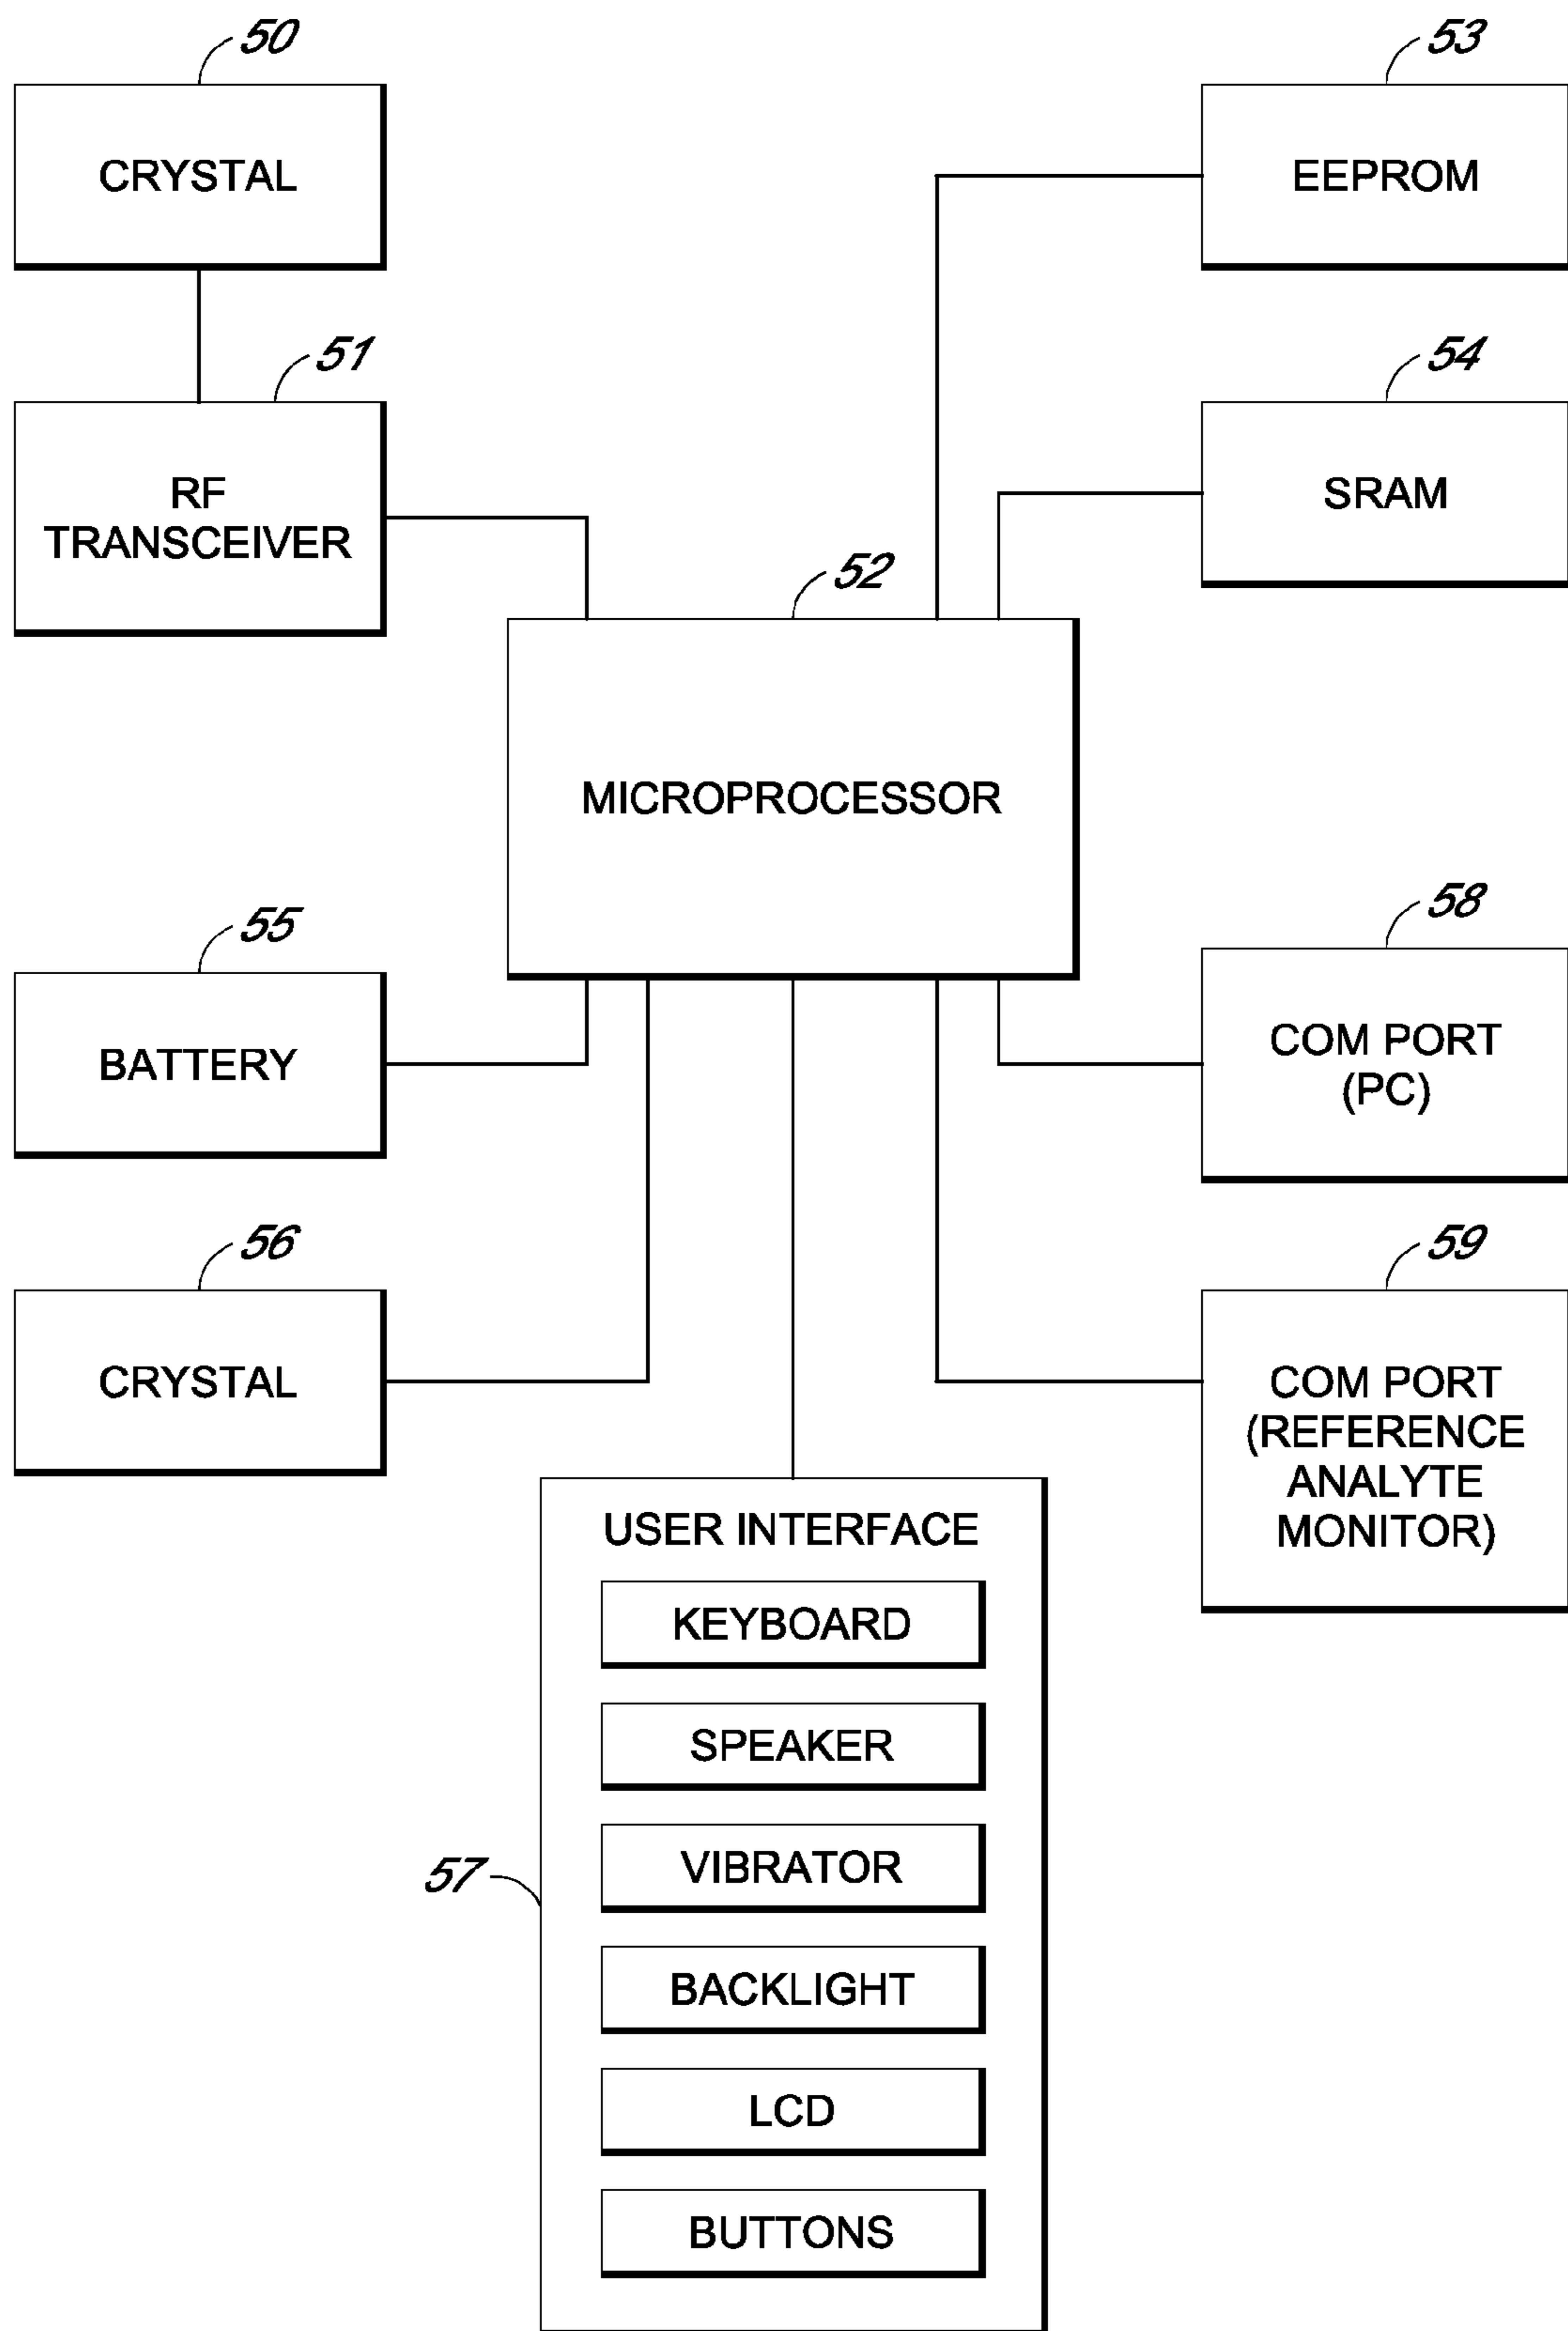 50
CRYSTAL
53
EEPROM
51
RF
TRANSCEIVER
54
SRAM
52
MICROPROCESSOR
55
BATTERY
58
COM PORT
(PC)
56
CRYSTAL
59
COM PORT
(REFERENCE
ANALYTE
MONITOR)
57
USER INTERFACE
KEYBOARD
SPEAKER
VIBRATOR
BACKLIGHT
LCD
BUTTONS